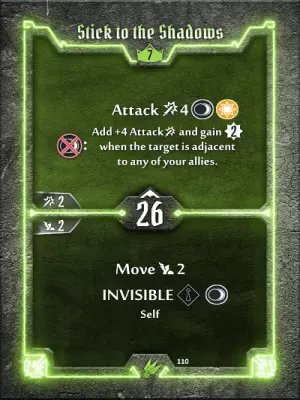 Stick to the Shadows
7
Attack 4
Add +4 Attack and gain 2
: when the target is adjacent
to any of your allies.
2
26
2
Move 2
INVISIBLE
Self
110